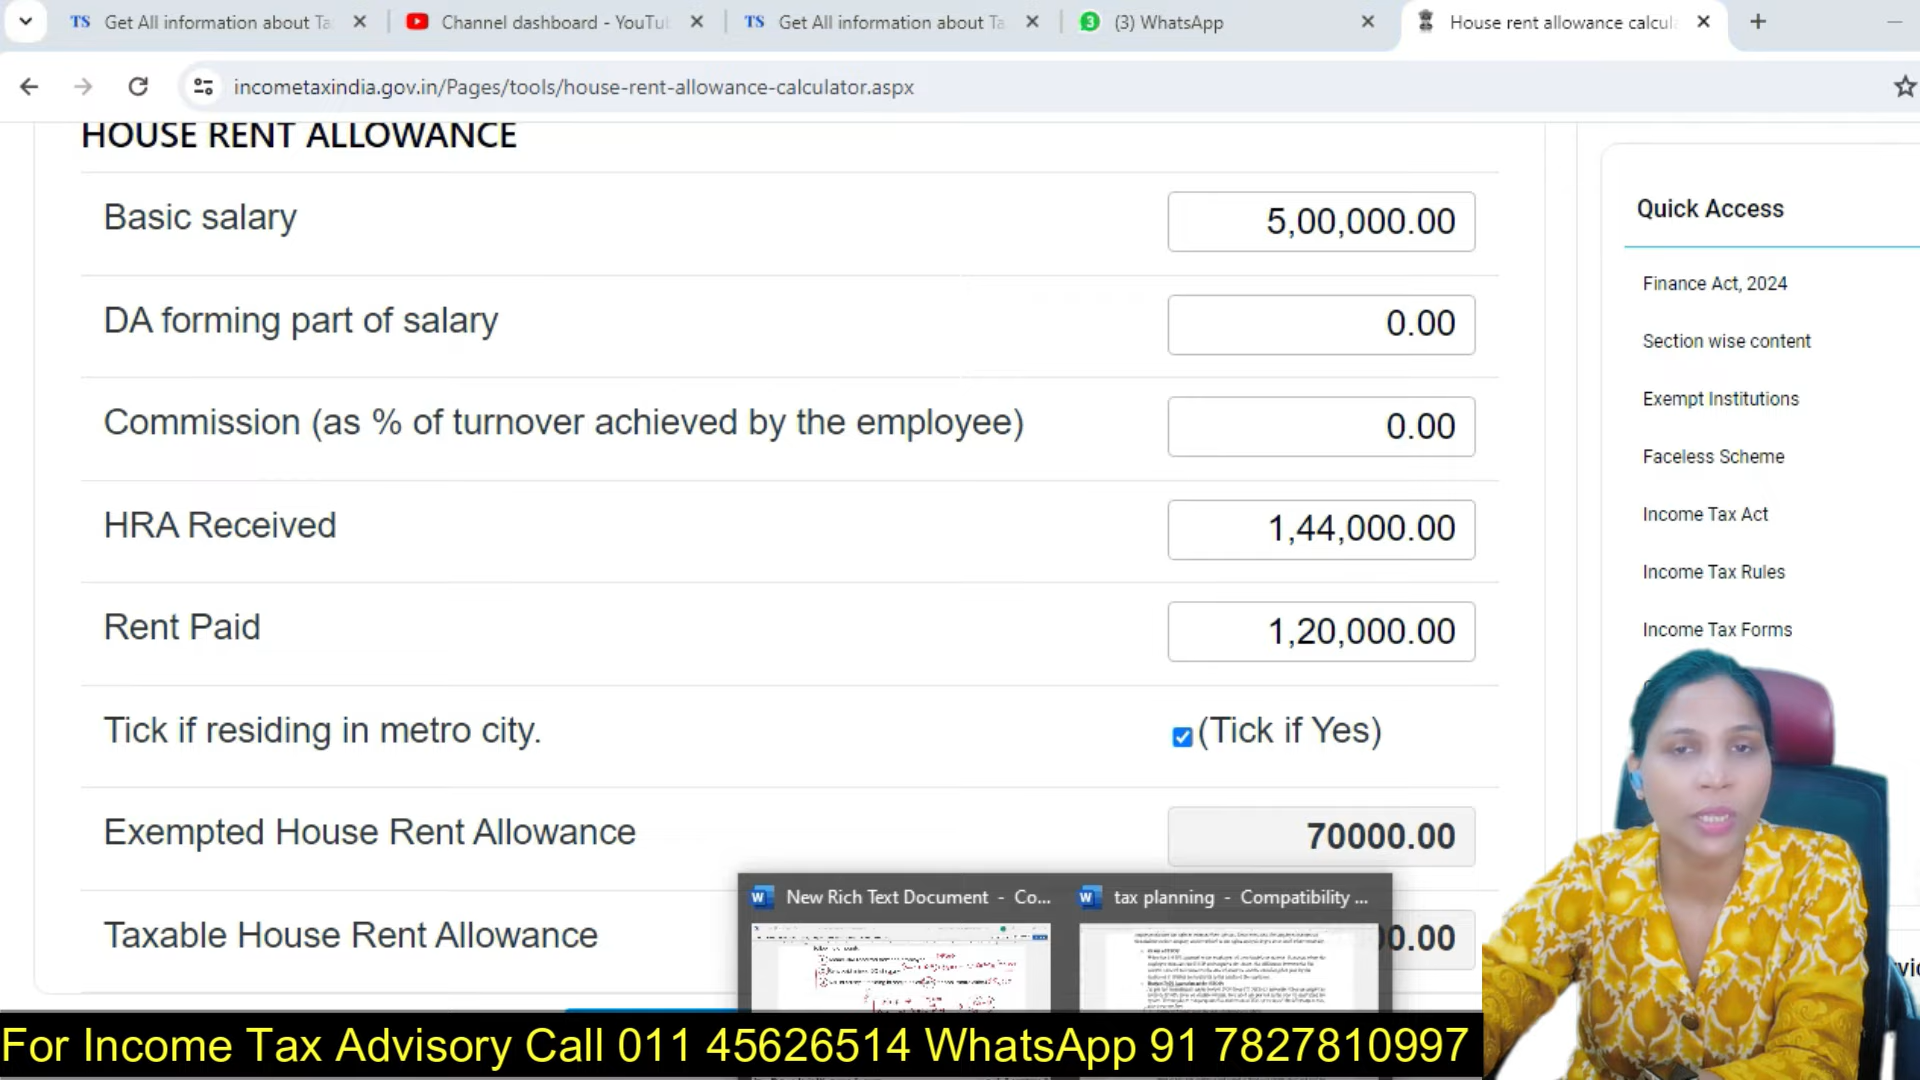 TS Get All information about Ta
Channel dashboard - YouTu
TS Get All information about Ta
3 (3) WhatsApp
House rent allowance calcula
incometaxindia.gov.in/Pages/tools/house-rent-allowance-calculator.aspx
HOUSE RENT ALLOWANCE
Basic salary 5,00,000.00
DA forming part of salary 0.00
Commission (as % of turnover achieved by the employee) 0.00
HRA Received 1,44,000.00
Rent Paid 1,20,000.00
Tick if residing in metro city. (Tick if Yes)
Exempted House Rent Allowance 70000.00
Taxable House Rent Allowance 00.00
Quick Access
Finance Act, 2024
Section wise content
Exempt Institutions
Faceless Scheme
Income Tax Act
Income Tax Rules
Income Tax Forms
W New Rich Text Document - Co...
W tax planning - Compatibility ...
For Income Tax Advisory Call 011 45626514 WhatsApp 91 7827810997